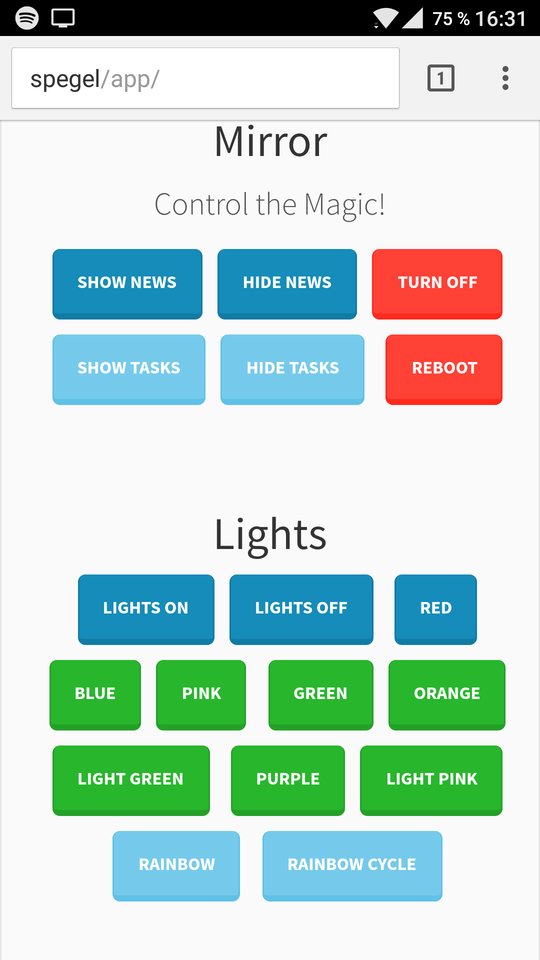 75 % 16:31
spegel/app/
1
Mirror
Control the Magic!
SHOW NEWS HIDE NEWS TURN OFF
SHOW TASKS HIDE TASKS REBOOT
Lights
LIGHTS ON LIGHTS OFF RED
BLUE PINK GREEN ORANGE
LIGHT GREEN PURPLE LIGHT PINK
RAINBOW RAINBOW CYCLE